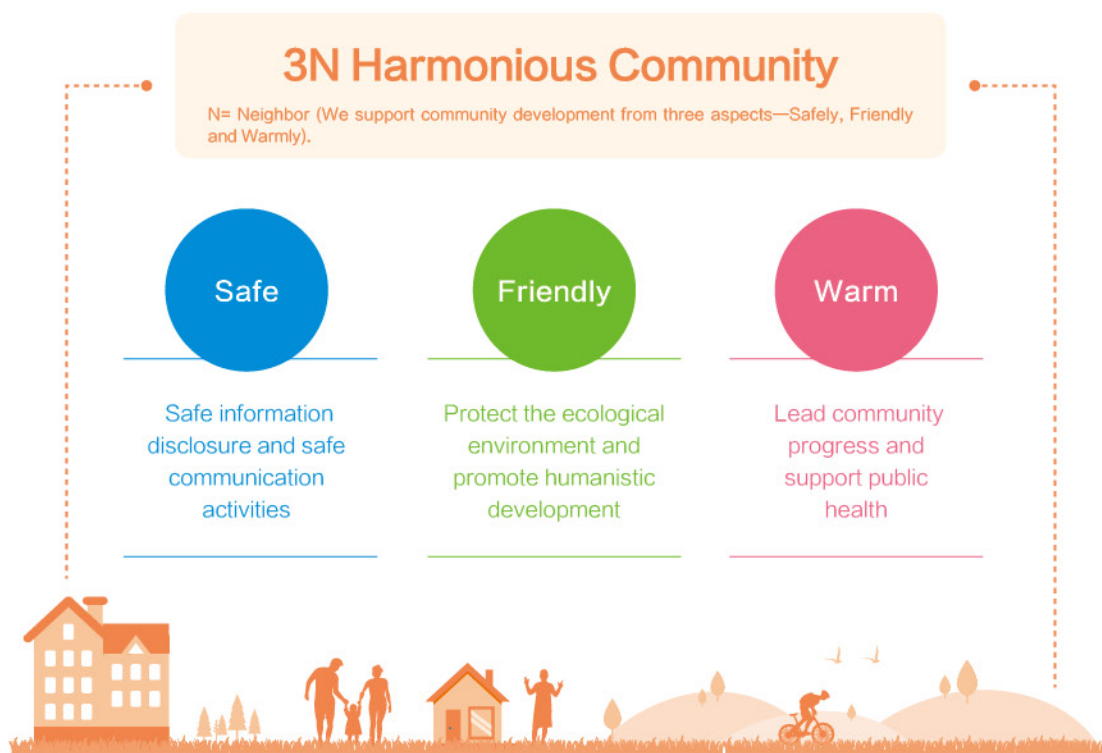 3N Harmonious Community
N= Neighbor (We support community development from three aspects—Safely, Friendly
and Warmly).
Safe
Safe information
disclosure and safe
communication
activities
Friendly
Protect the ecological
environment and
promote humanistic
development
Warm
Lead community
progress and
support public
health